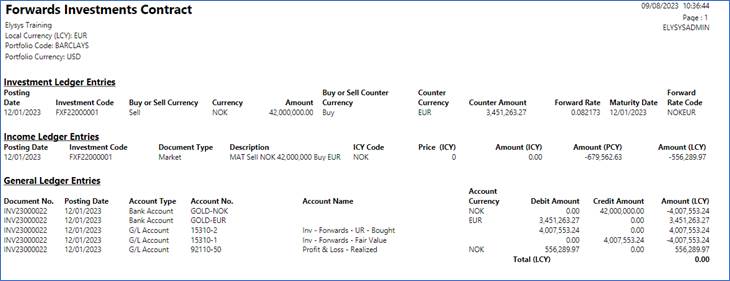 Forwards Investments Contract
09/08/2023 10:36:44
Page : 1
ELYSYSADMIN
Elysys Training
Local Currency (LCY): EUR
Portfolio Code: BARCLAYS
Portfolio Currency: USD
Investment Ledger Entries
Posting Date Investment Code Buy or Sell Currency Currency Amount Buy or Sell Counter Currency Counter Currency Counter Amount Forward Rate Maturity Date Forward Rate Code
12/01/2023 FXF22000001 Sell NOK 42,000,000.00 Buy EUR 3,451,263.27 0.082173 12/01/2023 NOKEUR
Income Ledger Entries
Posting Date Investment Code Document Type Description ICY Code Price (ICY) Amount (ICY) Amount (PCY) Amount (LCY)
12/01/2023 FXF22000001 Market MAT Sell NOK 42,000,000 Buy EUR NOK 0 0.00 -679,562.63 -556,289.97
General Ledger Entries
Document No. Posting Date Account Type Account No. Account Name Account Currency Debit Amount Credit Amount Amount (LCY)
INV23000022 12/01/2023 Bank Account GOLD-NOK NOK 0.00 42,000,000.00 -4,007,553.24
INV23000022 12/01/2023 Bank Account GOLD-EUR EUR 3,451,263.27 0.00 3,451,263.27
INV23000022 12/01/2023 G/L Account 15310-2 Inv - Forwards - UR - Bought 4,007,553.24 0.00 4,007,553.24
INV23000022 12/01/2023 G/L Account 15310-1 Inv - Forwards - Fair Value 0.00 4,007,553.24 -4,007,553.24
INV23000022 12/01/2023 G/L Account 92110-50 Profit & Loss - Realized NOK 556,289.97 0.00 556,289.97
Total (LCY) 0.00